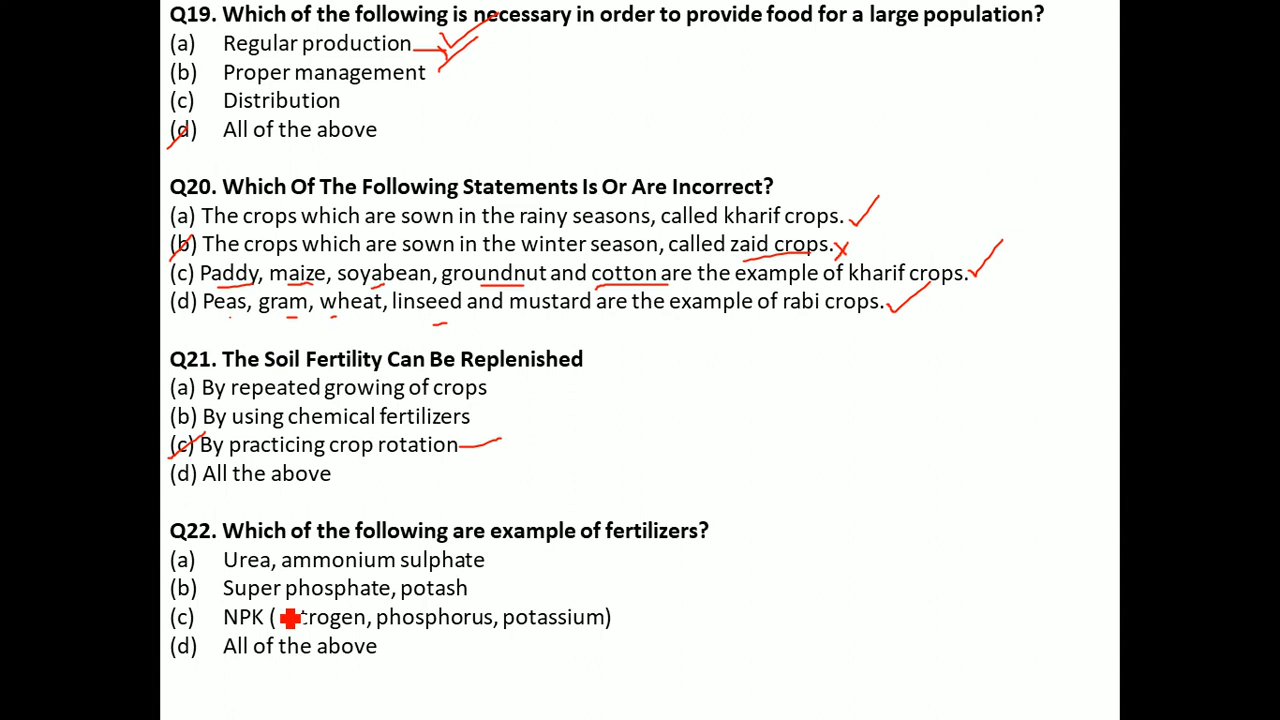 Q19. Which of the following is necessary in order to provide food for a large population?
(a) Regular production
(b) Proper management
(c) Distribution
(d) All of the above
Q20. Which Of The Following Statements Is Or Are Incorrect?
(a) The crops which are sown in the rainy seasons, called kharif crops.
(b) The crops which are sown in the winter season, called zaid crops.
(c) Paddy, maize, soyabean, groundnut and cotton are the example of kharif crops.
(d) Peas, gram, wheat, linseed and mustard are the example of rabi crops.
Q21. The Soil Fertility Can Be Replenished
(a) By repeated growing of crops
(b) By using chemical fertilizers
(c) By practicing crop rotation
(d) All the above
Q22. Which of the following are example of fertilizers?
(a) Urea, ammonium sulphate
(b) Super phosphate, potash
(c) NPK ( phosphorus, potassium)
(d) All of the above